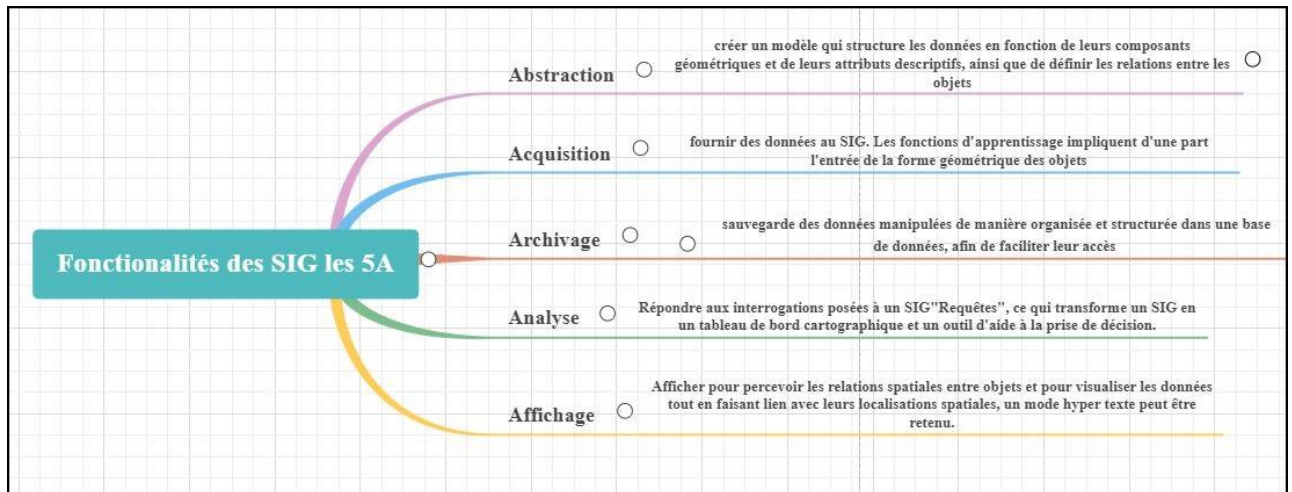 Fonctionalités des SIG les 5A
Abstraction
créer un modèle qui structure les données en fonction de leurs composants
géométriques et de leurs attributs descriptifs, ainsi que de définir les relations entre les
objets
Acquisition
fournir des données au SIG. Les fonctions d'apprentissage impliquent d'une part
l'entrée de la forme géométrique des objets
Archivage
sauvegarde des données manipulées de manière organisée et structurée dans une base
de données, afin de faciliter leur accès
Analyse
Répondre aux interrogations posées à un SIG"Requêtes", ce qui transforme un SIG en
un tableau de bord cartographique et un outil d'aide à la prise de décision.
Affichage
Afficher pour percevoir les relations spatiales entre objets et pour visualiser les données
tout en faisant lien avec leurs localisations spatiales, un mode hyper texte peut être
retenu.